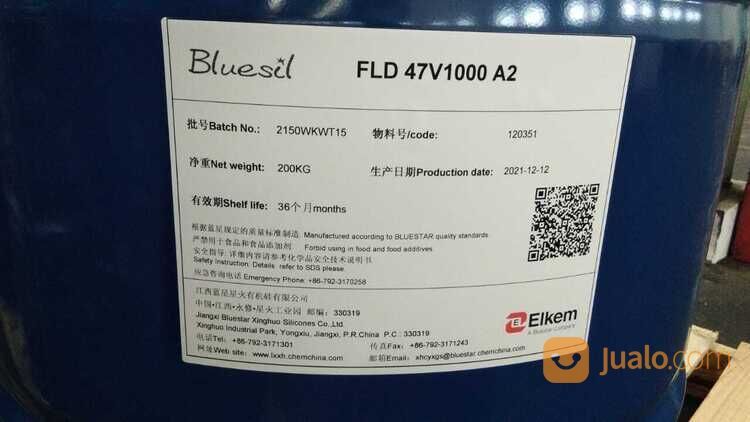 Bluesil FLD 47V1000 A2
批号Batch No.: 2150WKWT15 物料号/code: 120351
净重Net weight: 200KG 生产日期Production date: 2021-12-12
有效期Shelf life: 36个月months
根据蓝星规定的质量标准制造 Manufactured according to BLUESTAR quality standards
严禁用于食品和食品添加剂 Forbid using in food and food additives
安全指导: 详细内容请参考化学品安全技术说明书
Safety Instruction: Details refer to SDS please.
应急咨询电话 Emergency Phone: +86-792-3170258
江西蓝星星火有机硅有限公司
中国·江西·永修·星火工业园 邮编: 330319
Jiangxi Bluestar Xinghuo Silicones Co.,Ltd.
Xinghuo Industrial Park, Yongxiu, Jiangxi, P.R.China P.C : 330319
电话Tel: +86-792-3171301 传真Fax: +86-792-3171243
网址Web site: www.lxxh.chemchina.com 邮箱Email: xhcyxgs@bluestar.chemchina.com
EL Elkem
A Bluestar Company
jualo.com